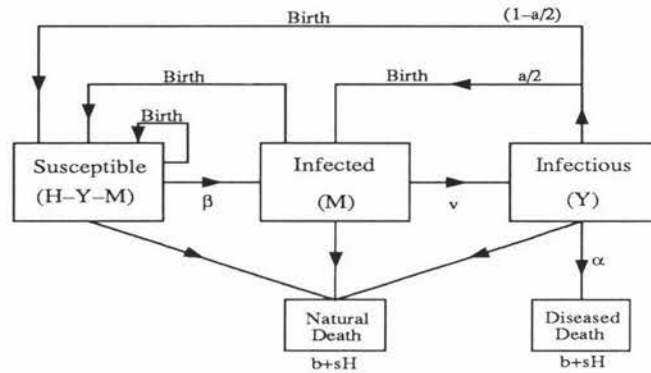 Birth
(1-a/2)
Birth
Birth
a/2
Birth
Susceptible
(H-Y-M)
β
Infected
(M)
v
Infectious
(Y)
α
Natural
Death
b+sH
Diseased
Death
b+sH